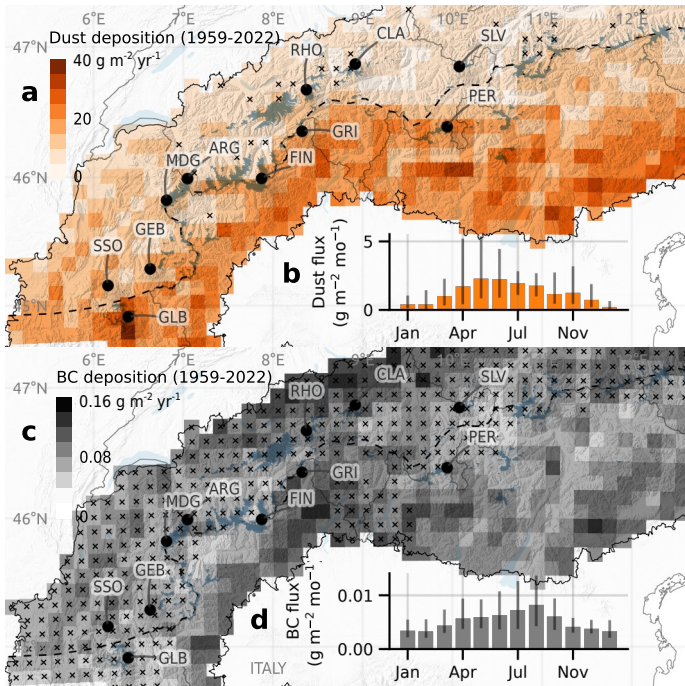 6°E
7°E
8°E
9°E
10°E
11°E
12°E
47°N
Dust deposition (1959-2022)
RHO
CLA
SLV
40 g m⁻² yr⁻¹
a
20
PER
0
GRI
ARG
MDG
FIN
46°N
GEB
SSO
b
Dust flux
(g m⁻² mo⁻¹)
5
0
Jan
Apr
Jul
Nov
45°N
GLB
6°E
7°E
8°E
BC deposition (1959-2022)
47°N
CLA
SLV
RHO
0.16 g m⁻² yr⁻¹
c
0.08
PER
GRI
0
ARG
MDG
FIN
46°N
GEB
SSO
d
BC flux
(g m⁻² mo⁻¹)
0.01
0.00
Jan
Apr
Jul
Nov
GLB
ITALY